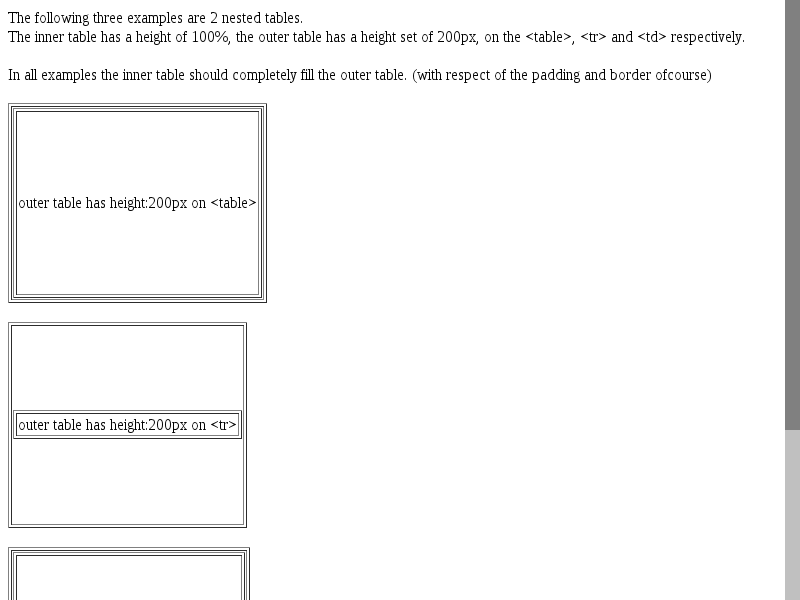 The following three examples are 2 nested tables.
The inner table has a height of 100%, the outer table has a height set of 200px, on the <table>, <tr> and <td> respectively.
In all examples the inner table should completely fill the outer table. (with respect of the padding and border ofcourse)
outer table has height:200px on <table>
outer table has height:200px on <tr>